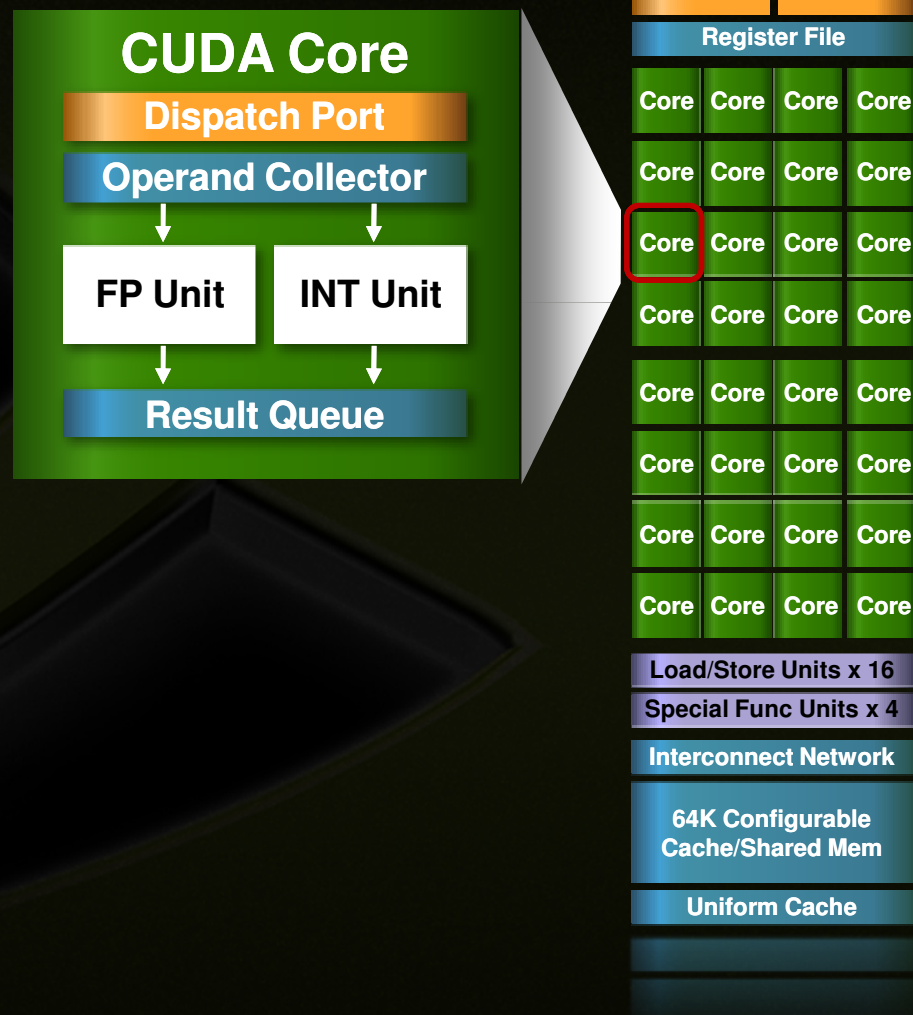 CUDA Core
Dispatch Port
Operand Collector
FP Unit
INT Unit
Result Queue
Register File
Core Core Core Core
Core Core Core Core
Core Core Core Core
Core Core Core Core
Core Core Core Core
Core Core Core Core
Core Core Core Core
Core Core Core Core
Load/Store Units x 16
Special Func Units x 4
Interconnect Network
64K Configurable
Cache/Shared Mem
Uniform Cache